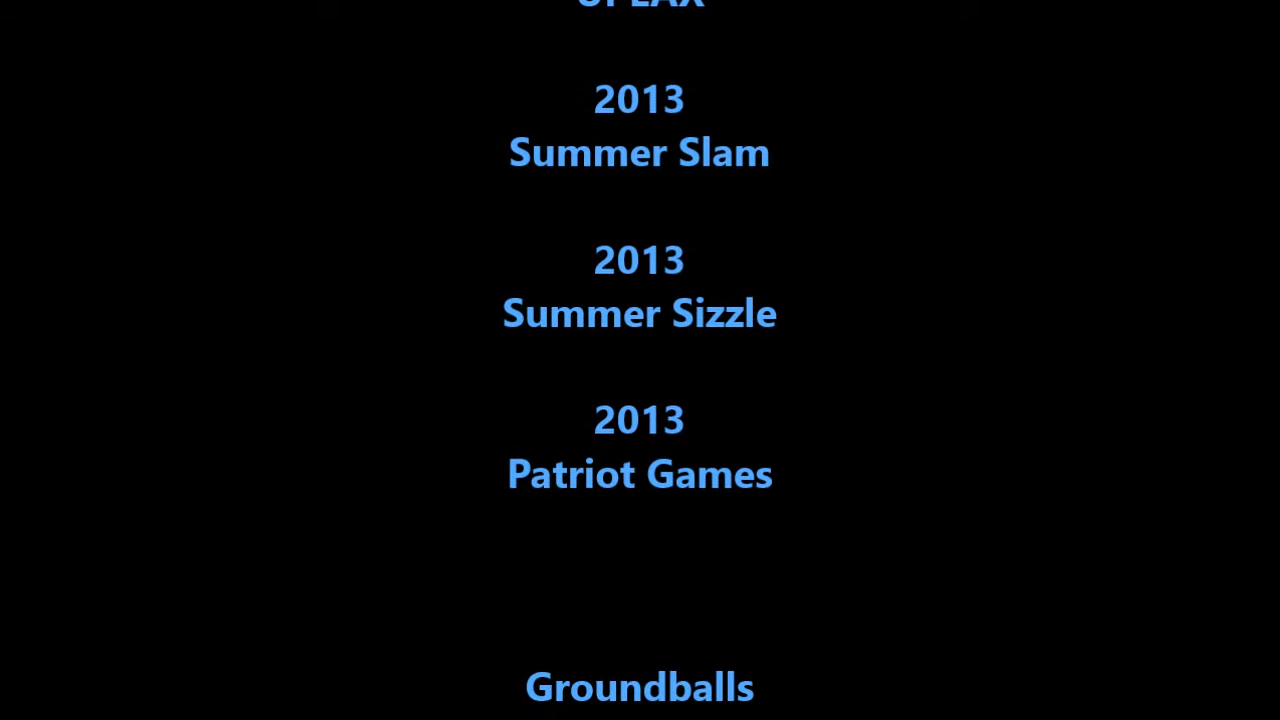 2013
Summer Slam
2013
Summer Sizzle
2013
Patriot Games
Groundballs